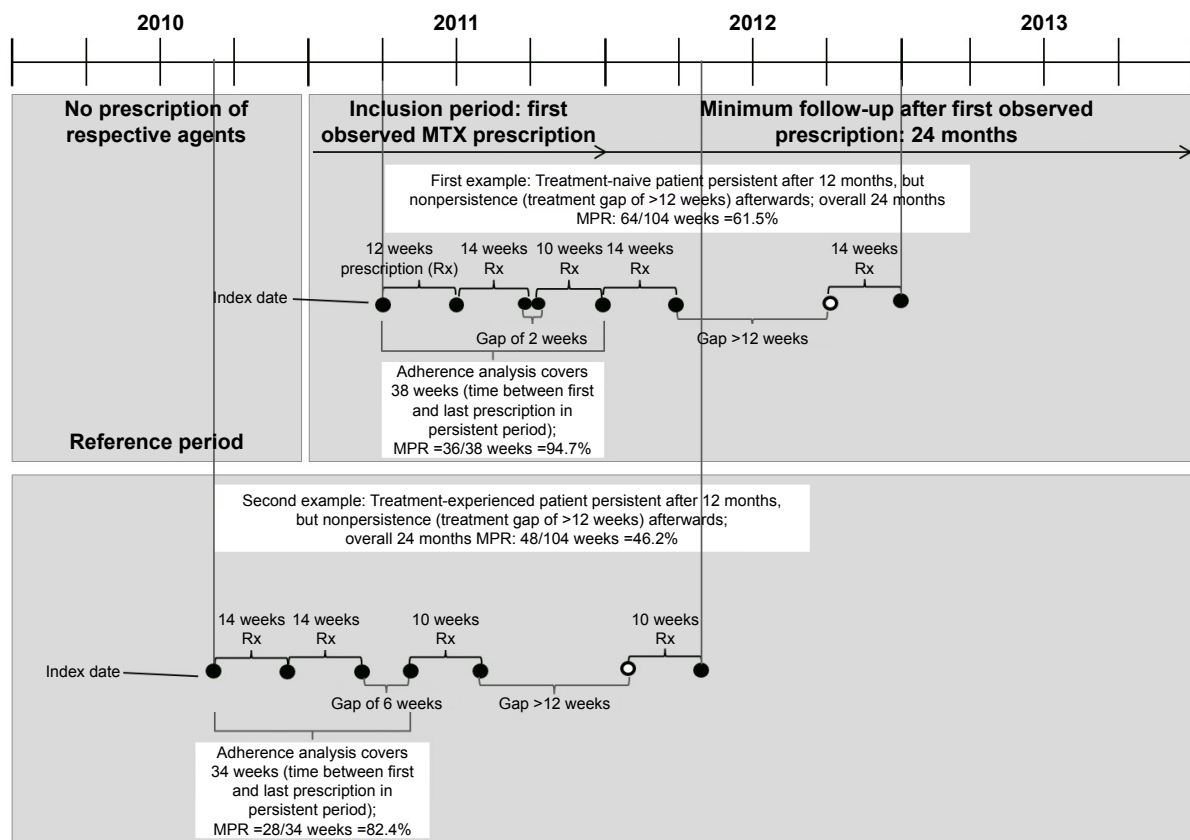 2010
2011
2012
2013
No prescription of
respective agents
Inclusion period: first
observed MTX prescription
Minimum follow-up after first observed
prescription: 24 months
First example: Treatment-naive patient persistent after 12 months, but
nonpersistence (treatment gap of >12 weeks) afterwards; overall 24 months
MPR: 64/104 weeks =61.5%
12 weeks
prescription (Rx)
14 weeks
Rx
10 weeks
Rx
14 weeks
Rx
14 weeks
Rx
Index date
Gap of 2 weeks
Gap >12 weeks
Adherence analysis covers
38 weeks (time between first
and last prescription in
persistent period);
MPR =36/38 weeks =94.7%
Reference period
Second example: Treatment-experienced patient persistent after 12 months,
but nonpersistence (treatment gap of >12 weeks) afterwards;
overall 24 months MPR: 48/104 weeks =46.2%
14 weeks
Rx
14 weeks
Rx
10 weeks
Rx
10 weeks
Rx
Index date
Gap of 6 weeks
Gap >12 weeks
Adherence analysis covers
34 weeks (time between first
and last prescription in
persistent period);
MPR =28/34 weeks =82.4%